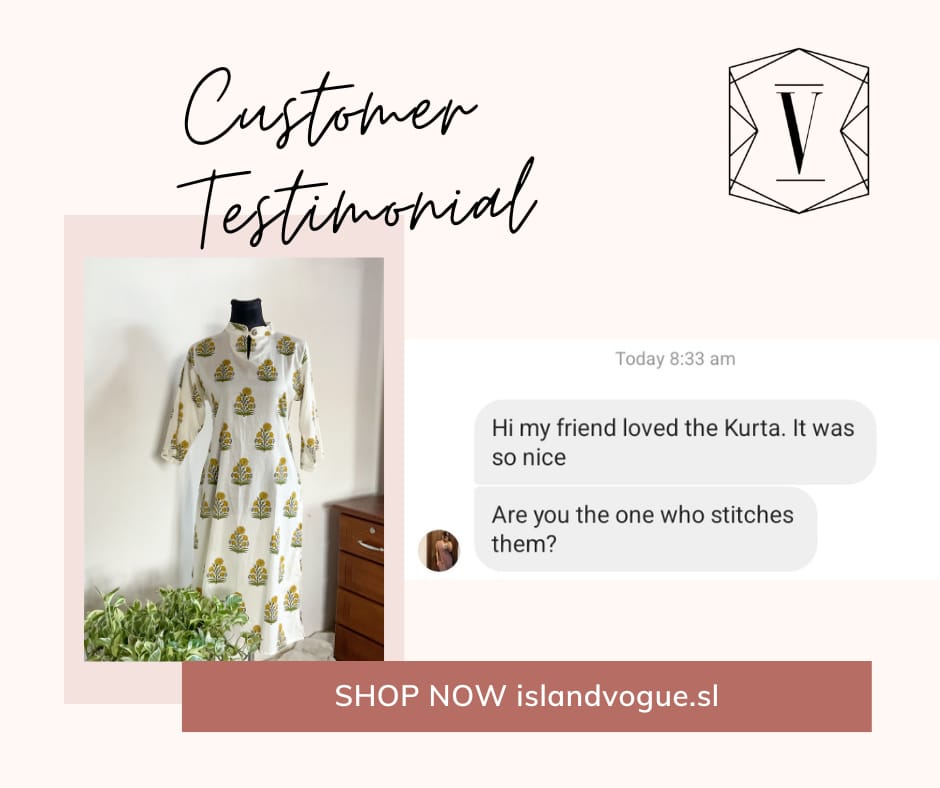 Customer
Testimonial
V
Today 8:33 am
Hi my friend loved the Kurta. It was
so nice
Are you the one who stitches
them?
SHOP NOW islandvogue.sl